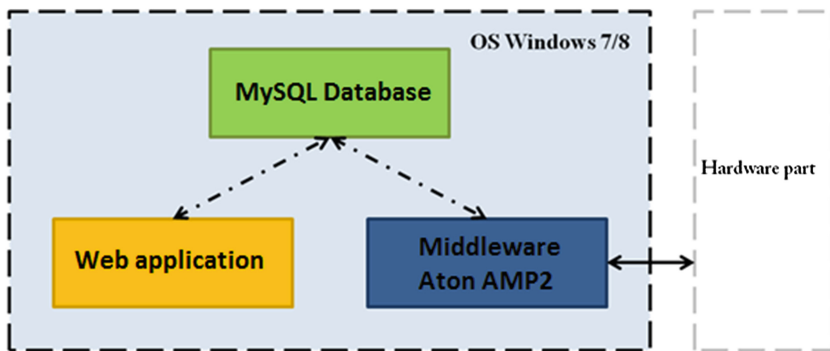 OS Windows 7/8
MySQL Database
Hardware part
Web application
Middleware
Aton AMP2